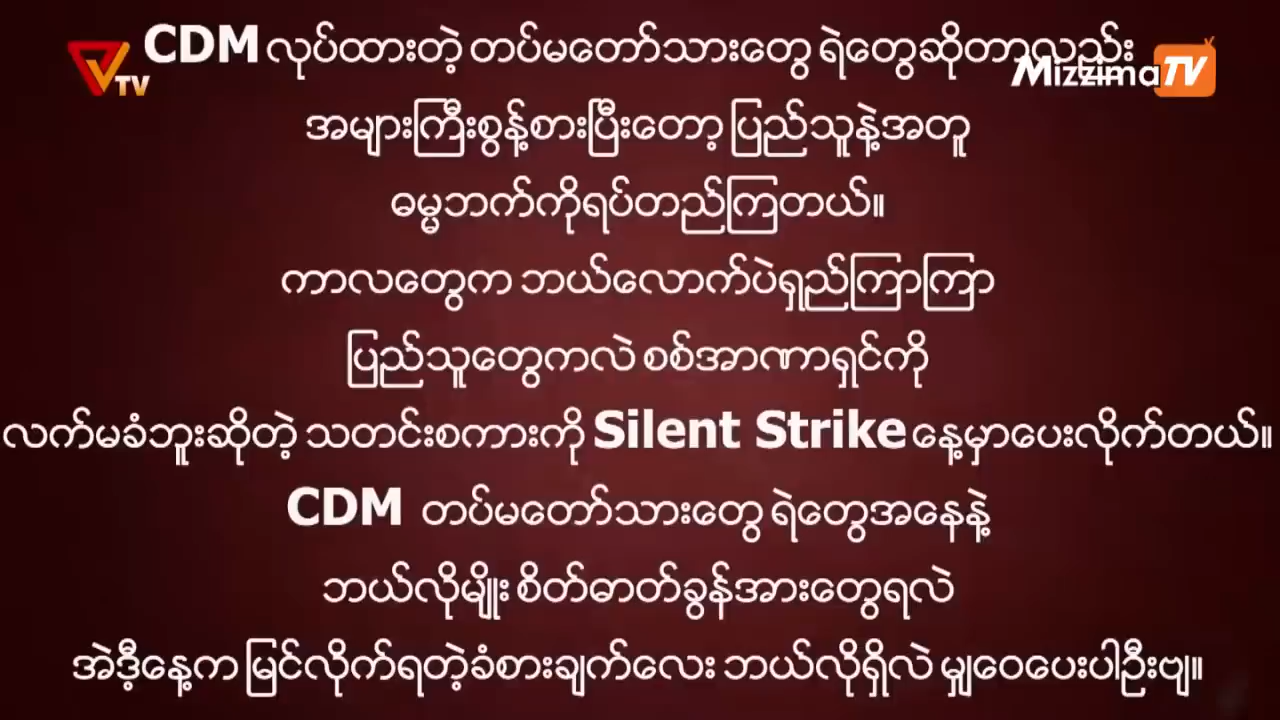 CDM လုပ်ထားတဲ့ တပ်မတော်သားတွေ ရဲတွေဆိုတာလည်း
TV
MizzimaTV
အများကြီးစွန့်စားပြီးတော့ ပြည်သူနဲ့အတူ
ဓမ္မဘက်ကိုရပ်တည်ကြတယ်။
ကာလတွေက ဘယ်လောက်ပဲရှည်ကြာကြာ
ပြည်သူတွေကလဲ စစ်အာဏာရှင်ကို
လက်မခံဘူးဆိုတဲ့ သတင်းစကားကို Silent Strike နေ့မှာပေးလိုက်တယ်။
CDM တပ်မတော်သားတွေ ရဲတွေအနေနဲ့
ဘယ်လိုမျိုး စိတ်ဓာတ်ခွန်အားတွေရလဲ
အဲဒီ့နေ့က မြင်လိုက်ရတဲ့ခံစားချက်လေး ဘယ်လိုရှိလဲ မျှဝေပေးပါဦးဗျ။